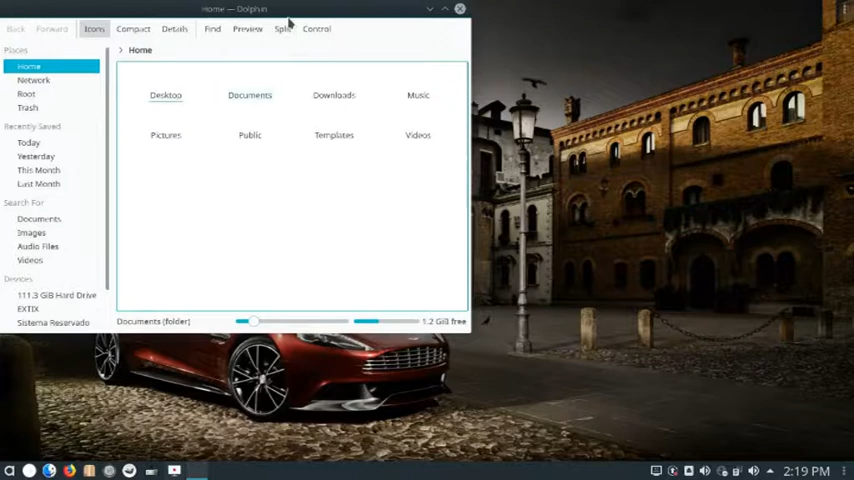 Home — Dolphin
Back Forward Icons Compact Details Find Preview Split Control
Places
Home
Network
Root
Trash
Recently Saved
Today
Yesterday
This Month
Last Month
Search For
Documents
Images
Audio Files
Videos
Devices
111.3 GiB Hard Drive
EXTIX
Sistema Reservado
> Home
Desktop Documents Downloads Music
Pictures Public Templates Videos
Documents (folder) 1.2 GiB free
2:19 PM